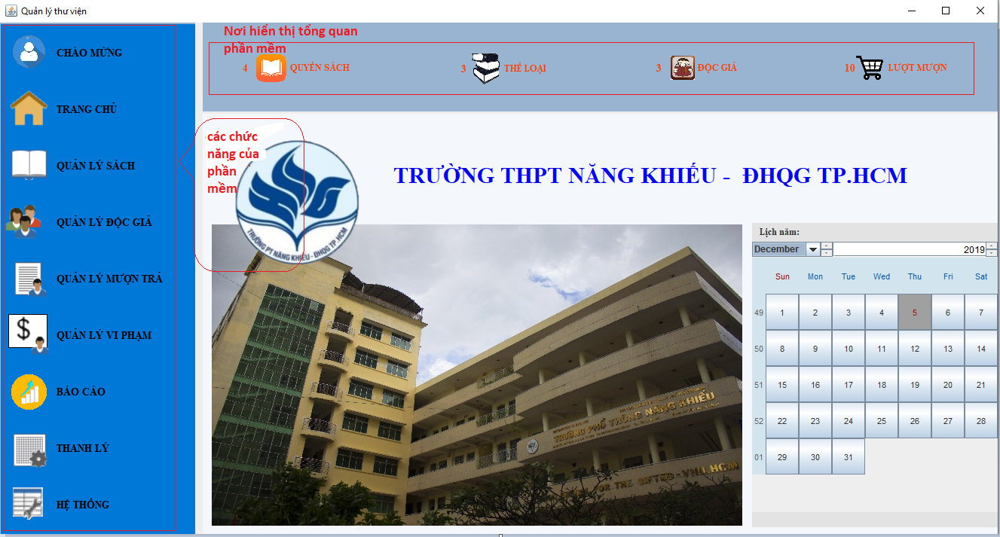 Quản lý thư viện
CHÀO MỪNG
TRANG CHỦ
QUẢN LÝ SÁCH
QUẢN LÝ ĐỘC GIẢ
QUẢN LÝ MƯỢN TRẢ
QUẢN LÝ VI PHẠM
BÁO CÁO
THANH LÝ
HỆ THỐNG
Nơi hiển thị tổng quan
phần mềm
4 QUYỂN SÁCH
3 THỂ LOẠI
3 ĐỘC GIẢ
10 LƯỢT MƯỢN
các chức
năng của
phần
mềm
TRƯỜNG PT NĂNG KHIẾU - ĐHQG TP.HCM
TRƯỜNG THPT NĂNG KHIẾU - ĐHQG TP.HCM
TRƯỜNG PHỔ THÔNG NĂNG KHIẾU
FOR THE GIFTED - VNU.HCM
Lịch năm:
December 2019
Sun Mon Tue Wed Thu Fri Sat
49 1 2 3 4 5 6 7
50 8 9 10 11 12 13 14
51 15 16 17 18 19 20 21
52 22 23 24 25 26 27 28
01 29 30 31